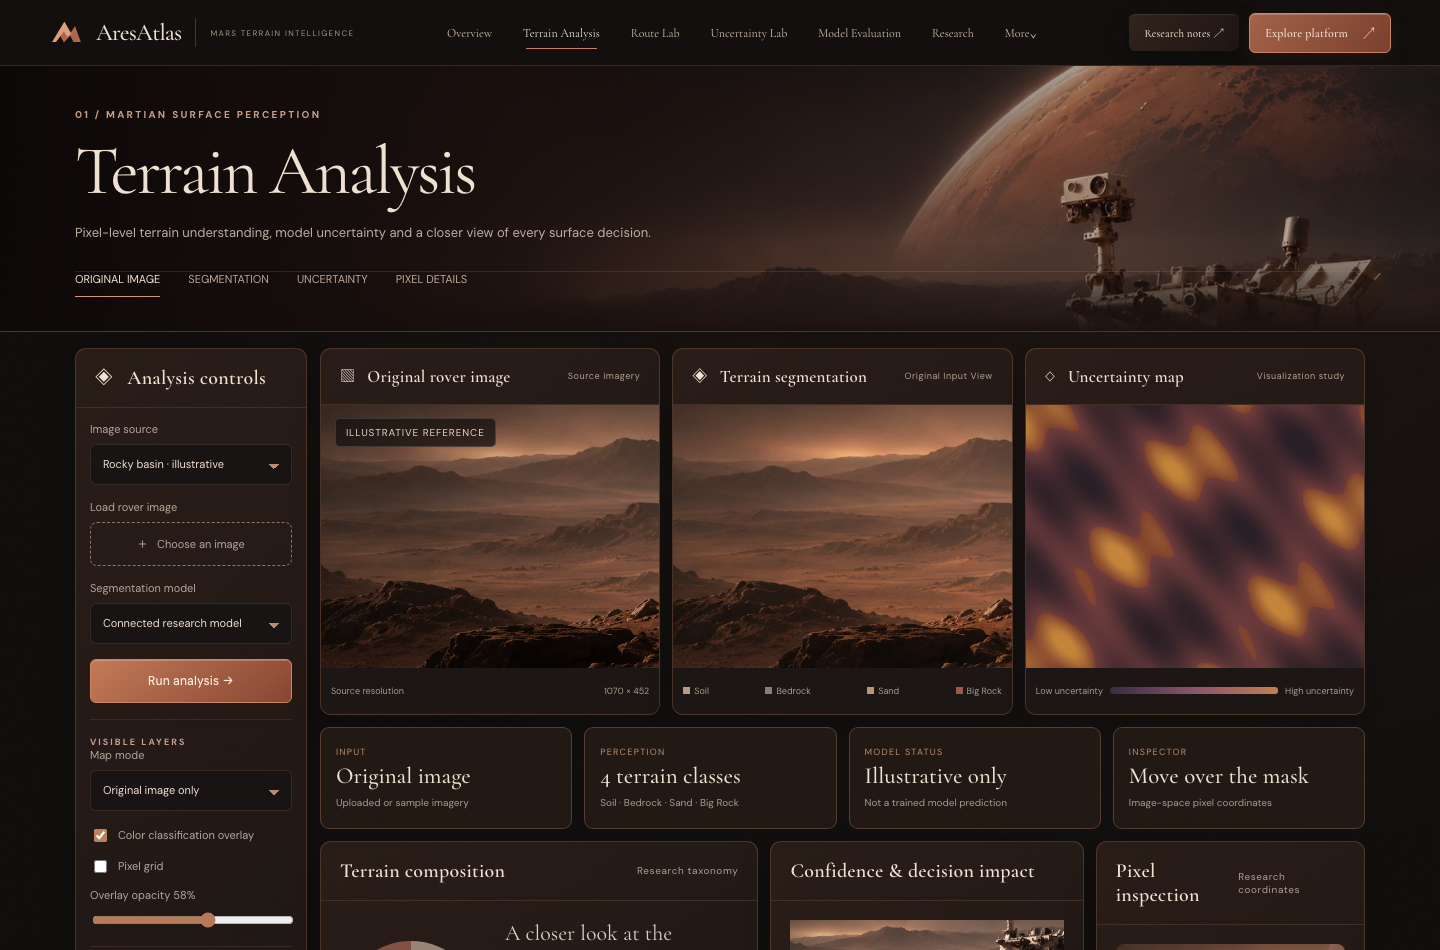 AresAtlas
MARS TERRAIN INTELLIGENCE
Overview
Terrain Analysis
Route Lab
Uncertainty Lab
Model Evaluation
Research
More
Research notes ↗
Explore platform ↗
01 / MARTIAN SURFACE PERCEPTION
Terrain Analysis
Pixel-level terrain understanding, model uncertainty and a closer view of every surface decision.
ORIGINAL IMAGE
SEGMENTATION
UNCERTAINTY
PIXEL DETAILS
Analysis controls
Image source
Rocky basin · illustrative
Load rover image
+ Choose an image
Segmentation model
Connected research model
Run analysis →
VISIBLE LAYERS
Map mode
Original image only
Color classification overlay
Pixel grid
Overlay opacity 58%
Original rover image
Source imagery
ILLUSTRATIVE REFERENCE
Source resolution
1070 × 452
Terrain segmentation
Original Input View
Soil
Bedrock
Sand
Big Rock
Uncertainty map
Visualization study
Low uncertainty
High uncertainty
INPUT
Original image
Uploaded or sample imagery
PERCEPTION
4 terrain classes
Soil · Bedrock · Sand · Big Rock
MODEL STATUS
Illustrative only
Not a trained model prediction
INSPECTOR
Move over the mask
Image-space pixel coordinates
Terrain composition
Research taxonomy
A closer look at the
Confidence & decision impact
Pixel
inspection
Research
coordinates